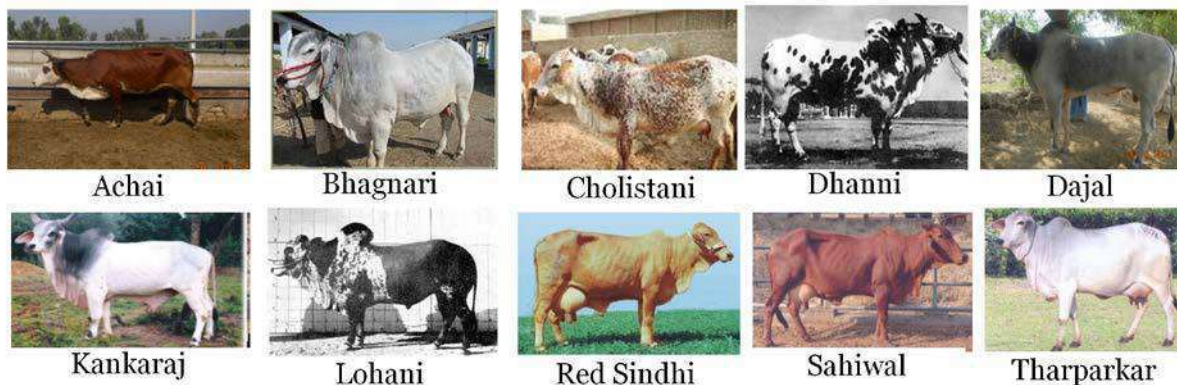 Achai
Bhagnari
Cholistani
Dhanni
Dajal
Kankaraj
Lohani
Red Sindhi
Sahiwal
Tharparkar